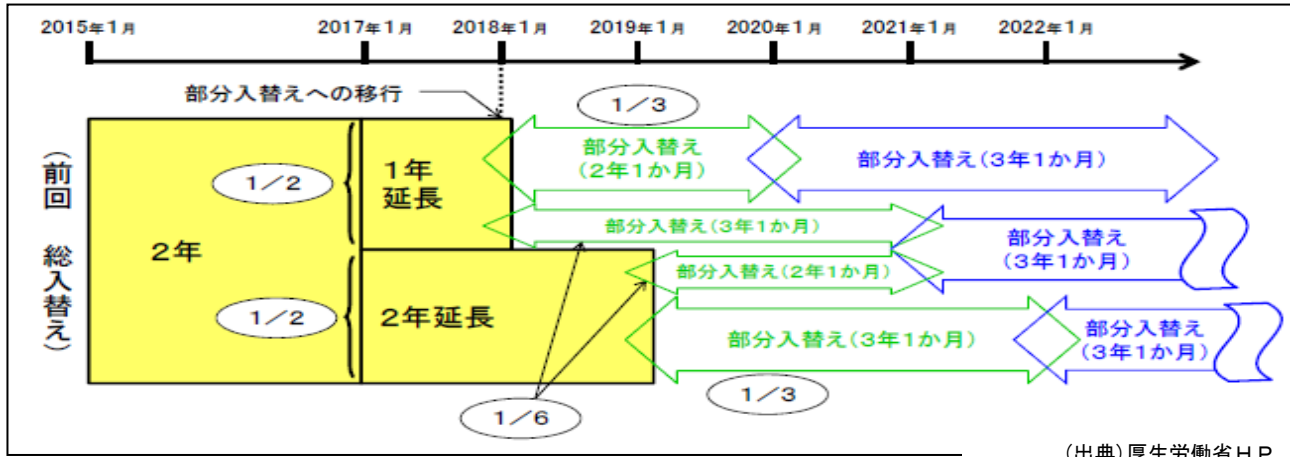 2015年1月 2017年1月 2018年1月 2019年1月 2020年1月 2021年1月 2022年1月
部分入替えへの移行
1/3
(前回 総入替え)
2年
1/2
1年
延長
部分入替え
(2年1か月)
部分入替え(3年1か月)
部分入替え(3年1か月)
部分入替え
(3年1か月)
部分入替え(2年1か月)
1/2
2年延長
部分入替え(3年1か月)
部分入替え
(3年1か月)
1/6
1/3
(出典)厚生労働省HP